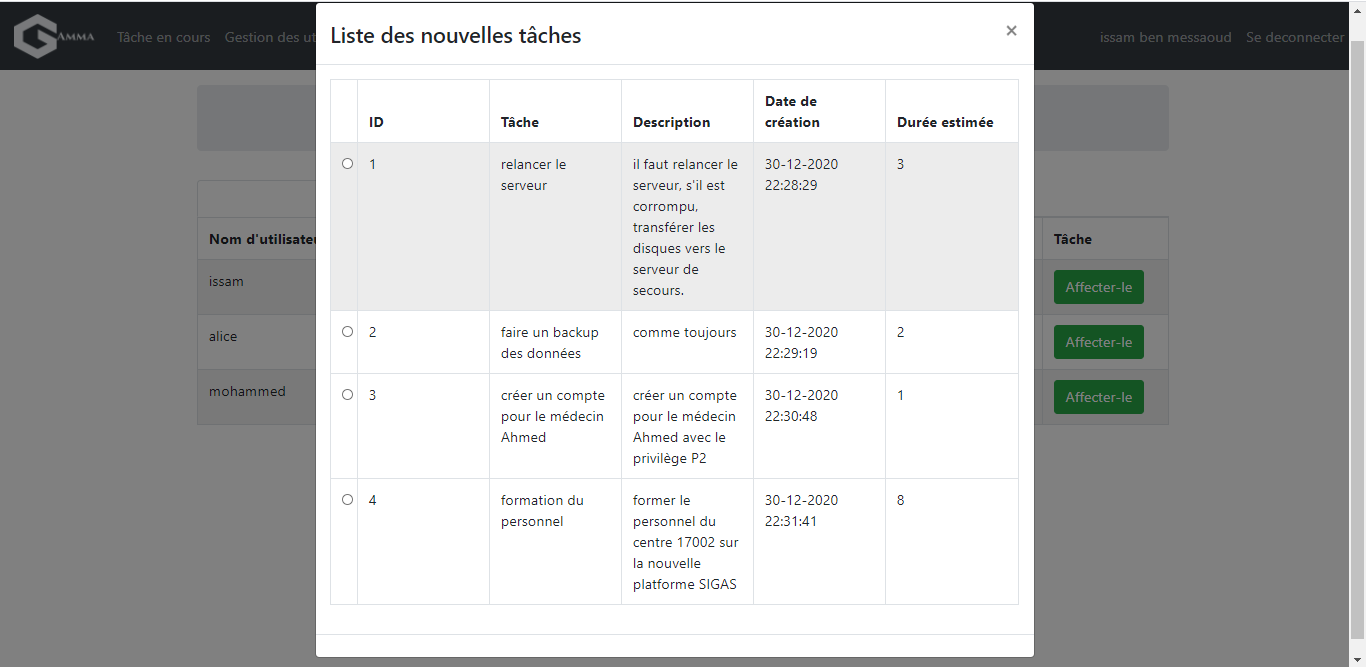 GAMMA
Tâche en cours
Gestion des ut
issam ben messaoud
Se deconnecter
Liste des nouvelles tâches
×
ID
Tâche
Description
Date de
création
Durée estimée
1
relancer le
serveur
il faut relancer le
serveur, s'il est
corrompu,
transférer les
disques vers le
serveur de
secours.
30-12-2020
22:28:29
3
2
faire un backup
des données
comme toujours
30-12-2020
22:29:19
2
3
créer un compte
pour le médecin
Ahmed
créer un compte
pour le médecin
Ahmed avec le
privilège P2
30-12-2020
22:30:48
1
4
formation du
personnel
former le
personnel du
centre 17002 sur
la nouvelle
platforme SIGAS
30-12-2020
22:31:41
8
Nom d'utilisate
Tâche
issam
Affecter-le
alice
Affecter-le
mohammed
Affecter-le